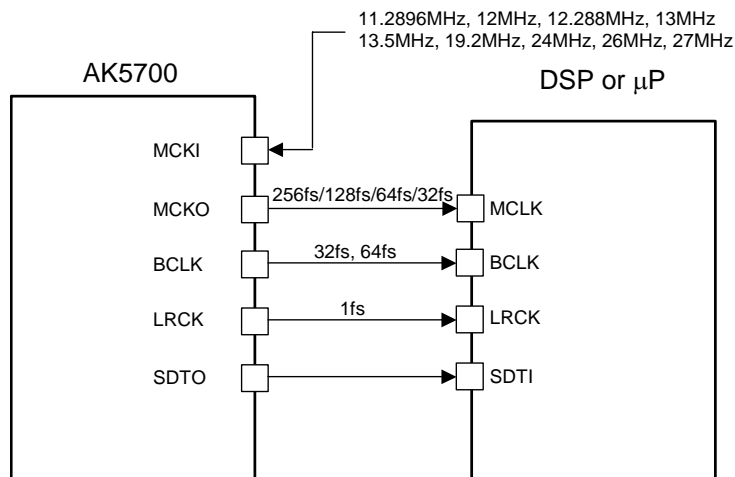 11.2896MHz, 12MHz, 12.288MHz, 13MHz
13.5MHz, 19.2MHz, 24MHz, 26MHz, 27MHz
AK5700
DSP or μP
MCKI
MCKO
256fs/128fs/64fs/32fs
MCLK
BCLK
32fs, 64fs
BCLK
LRCK
1fs
LRCK
SDTO
SDTI